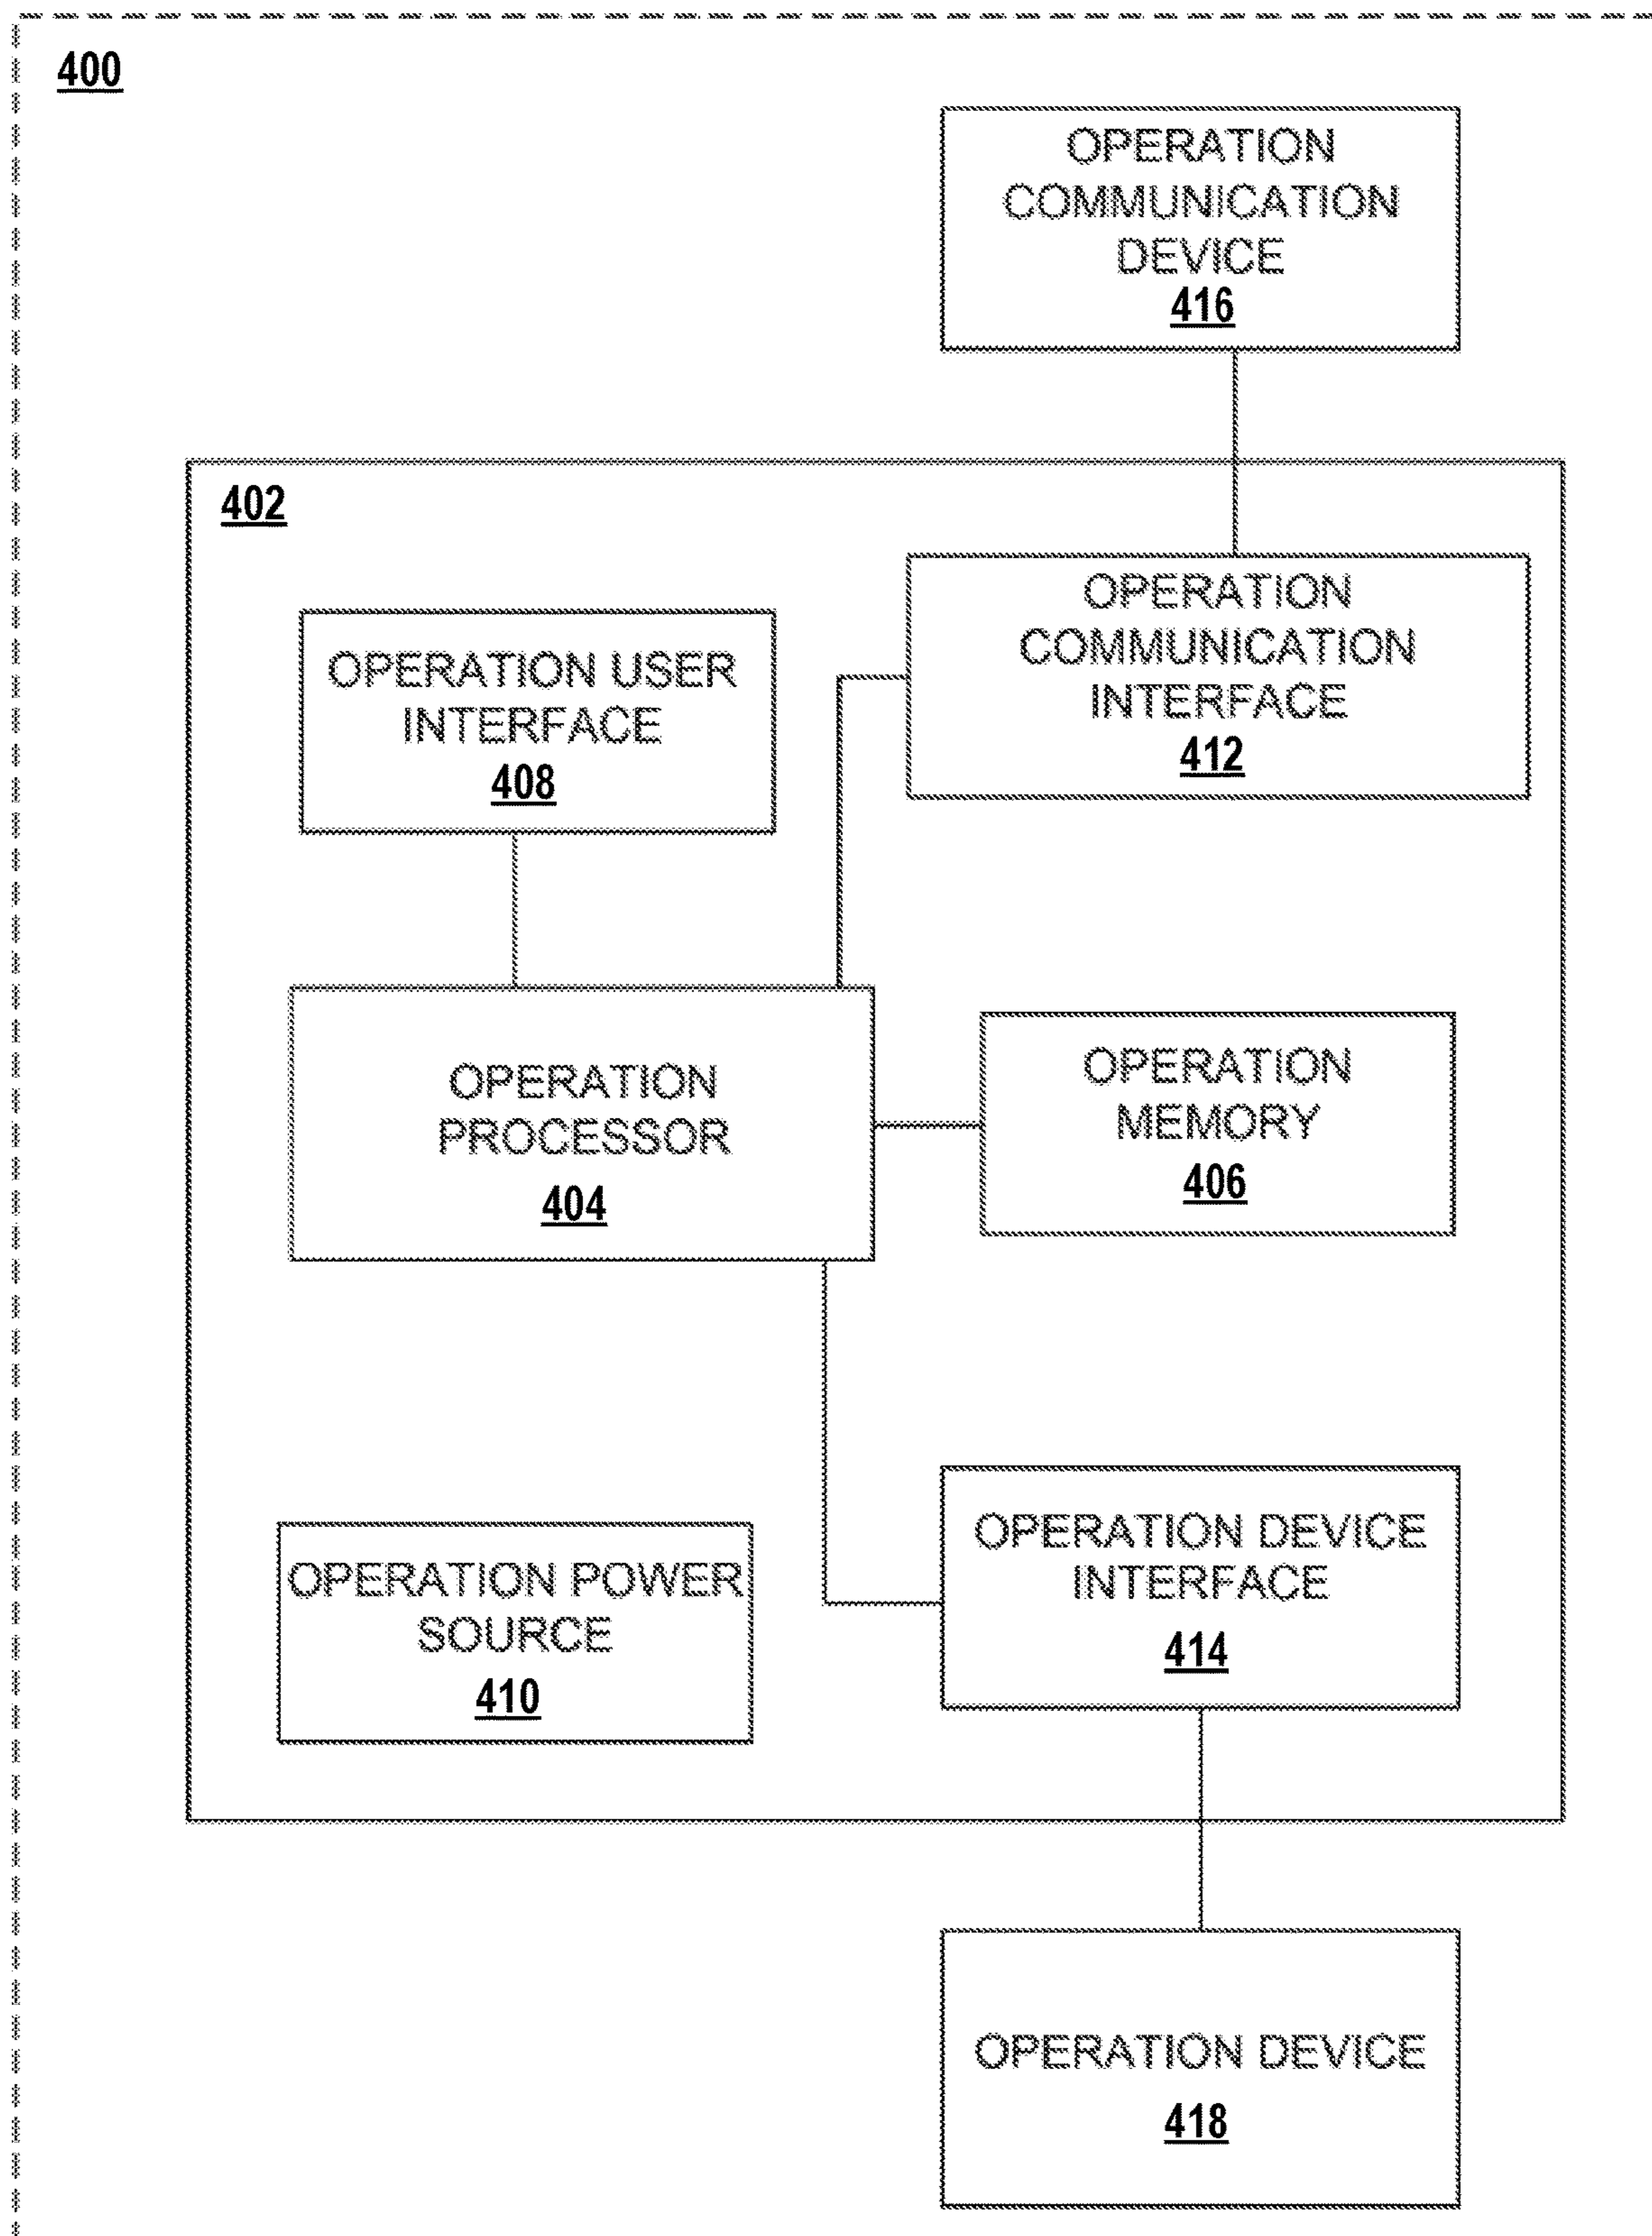 400
OPERATION
COMMUNICATION
DEVICE
416
402
OPERATION USER
INTERFACE
408
OPERATION
COMMUNICATION
INTERFACE
412
OPERATION
PROCESSOR
404
OPERATION
MEMORY
406
OPERATION POWER
SOURCE
410
OPERATION DEVICE
INTERFACE
414
OPERATION DEVICE
418